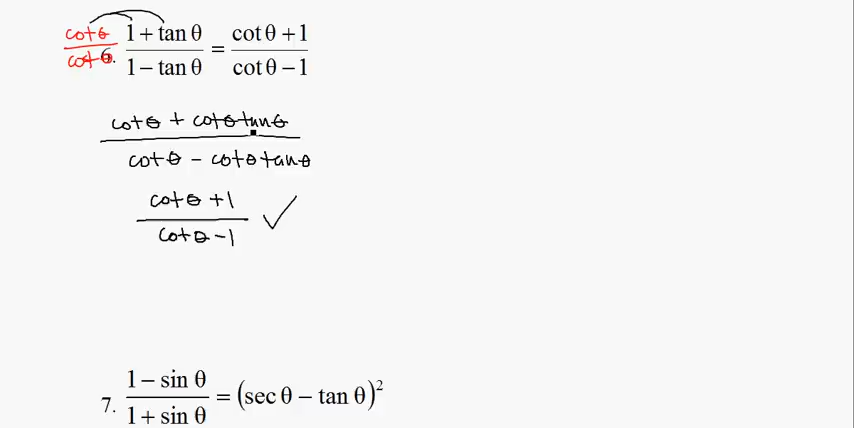 cotθ/cotθ 6. (1 + tan θ)/(1 − tan θ) = (cot θ + 1)/(cot θ − 1)
cotθ + cotθtanθ
cotθ − cotθtanθ
cotθ + 1
cotθ − 1 ✓
7. (1 − sin θ)/(1 + sin θ) = (sec θ − tan θ)²